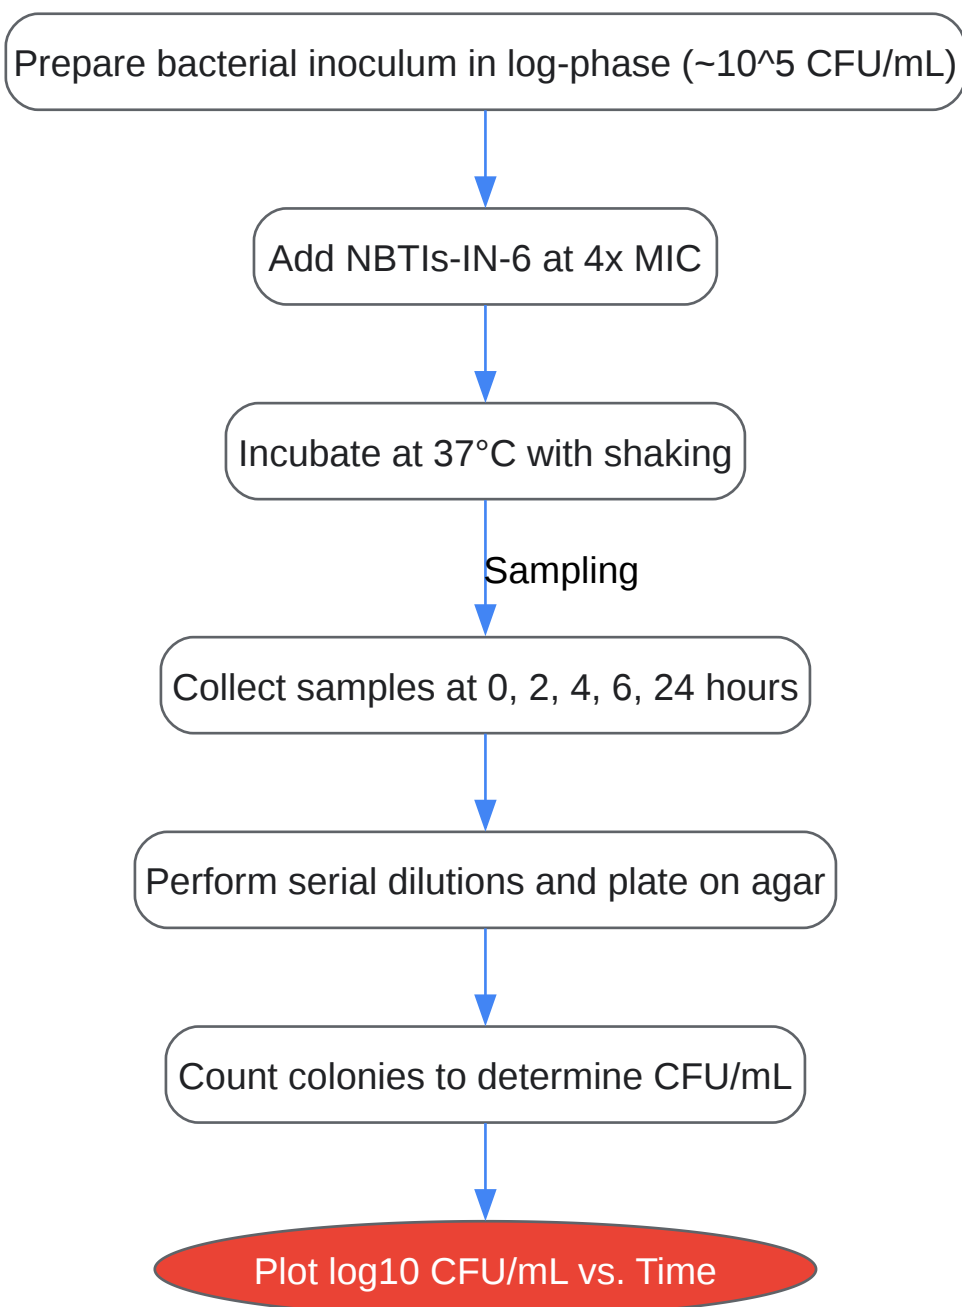 Prepare bacterial inoculum in log-phase (~10^5 CFU/mL)
Add NBTIs-IN-6 at 4x MIC
Incubate at 37°C with shaking
Sampling
Collect samples at 0, 2, 4, 6, 24 hours
Perform serial dilutions and plate on agar
Count colonies to determine CFU/mL
Plot log10 CFU/mL vs. Time